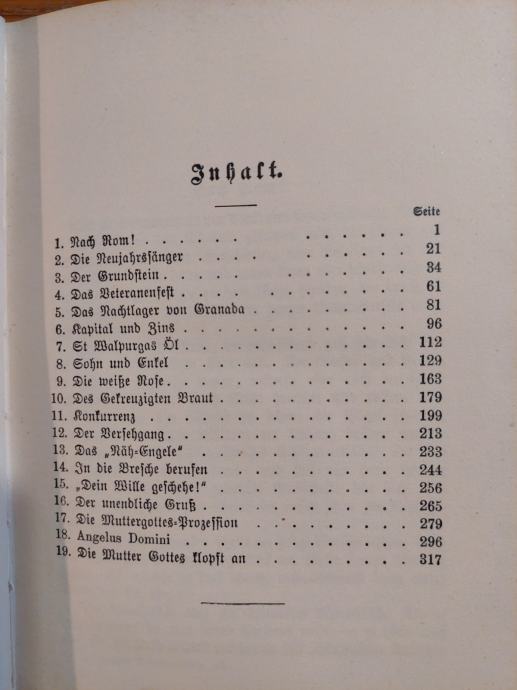 Inhalt.
Seite
1. Nach Rom! . . . . . . . . . . . . 1
2. Die Neujahrssänger . . . . . . . . . . 21
3. Der Grundstein . . . . . . . . . . . 34
4. Das Veteranenfest . . . . . . . . . . . 61
5. Das Nachtlager von Granada . . . . . . . . . 81
6. Kapital und Zins . . . . . . . . . . . . 96
7. St Walpurgas Öl . . . . . . . . . . . . 112
8. Sohn und Enkel . . . . . . . . . . . . 129
9. Die weiße Rose . . . . . . . . . . . . . 163
10. Des Gekreuzigten Braut . . . . . . . . . . 179
11. Konkurrenz . . . . . . . . . . . . . . 199
12. Der Versehgang . . . . . . . . . . . . 213
13. Das „Näh-Engele“ . . . . . . . . . . . . 233
14. In die Bresche berufen . . . . . . . . . . 244
15. „Dein Wille geschehe!“ . . . . . . . . . . 256
16. Der unendliche Gruß . . . . . . . . . . . 265
17. Die Muttergottes-Prozession . . . . . . . . 279
18. Angelus Domini . . . . . . . . . . . . 296
19. Die Mutter Gottes klopft an . . . . . . . . . 317